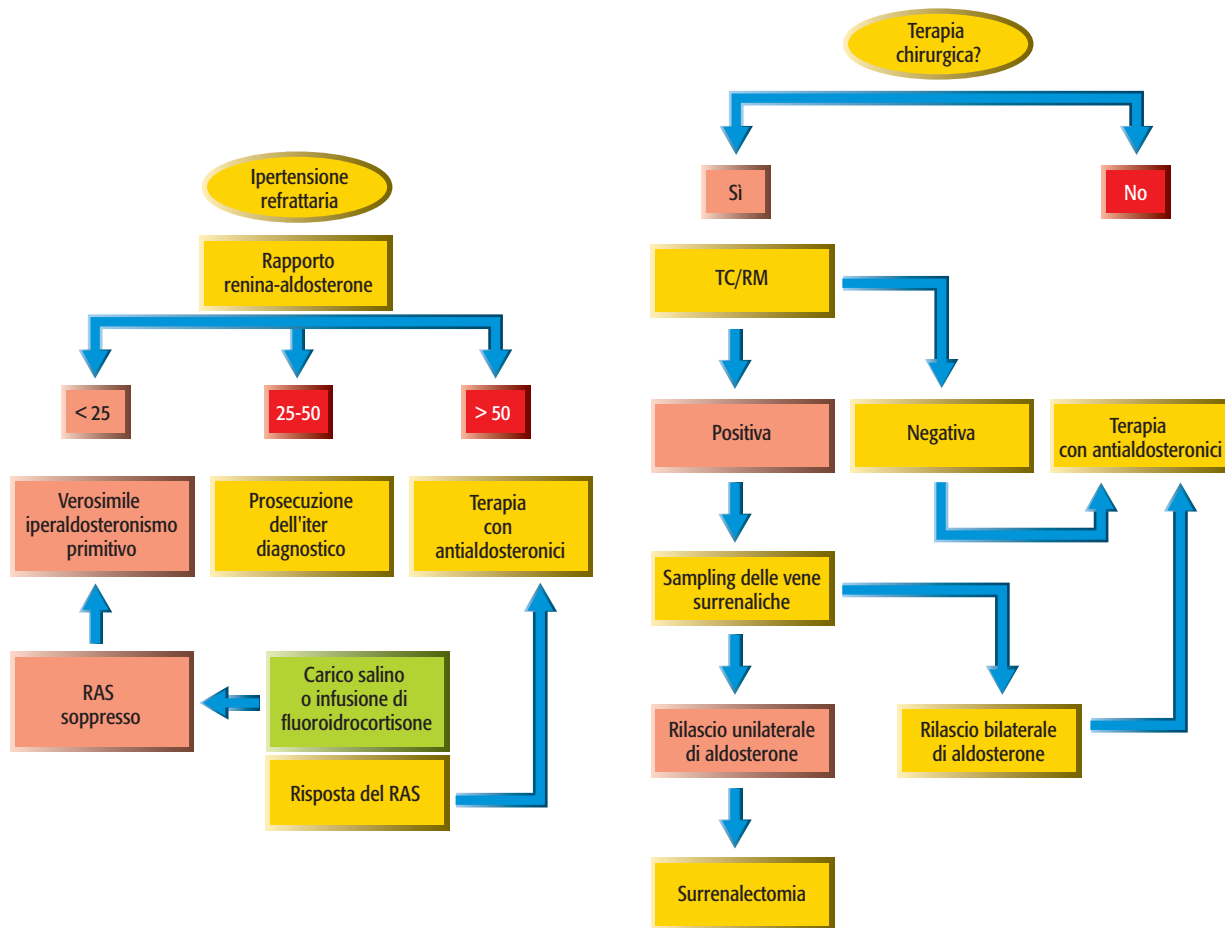 Ipertensione
refrattaria
Rapporto
renina-aldosterone
< 25
25-50
> 50
Verosimile
iperaldosteronismo
primitivo
Prosecuzione
dell'iter
diagnostico
Terapia
con
antialdosteronici
RAS
soppresso
Carico salino
o infusione di
fluoroidrocortisone
Risposta del RAS
Terapia
chirurgica?
Sì
No
TC/RM
Positiva
Negativa
Terapia
con antialdosteronici
Sampling delle vene
surrenaliche
Rilascio unilaterale
di aldosterone
Rilascio bilaterale
di aldosterone
Surrenalectomia